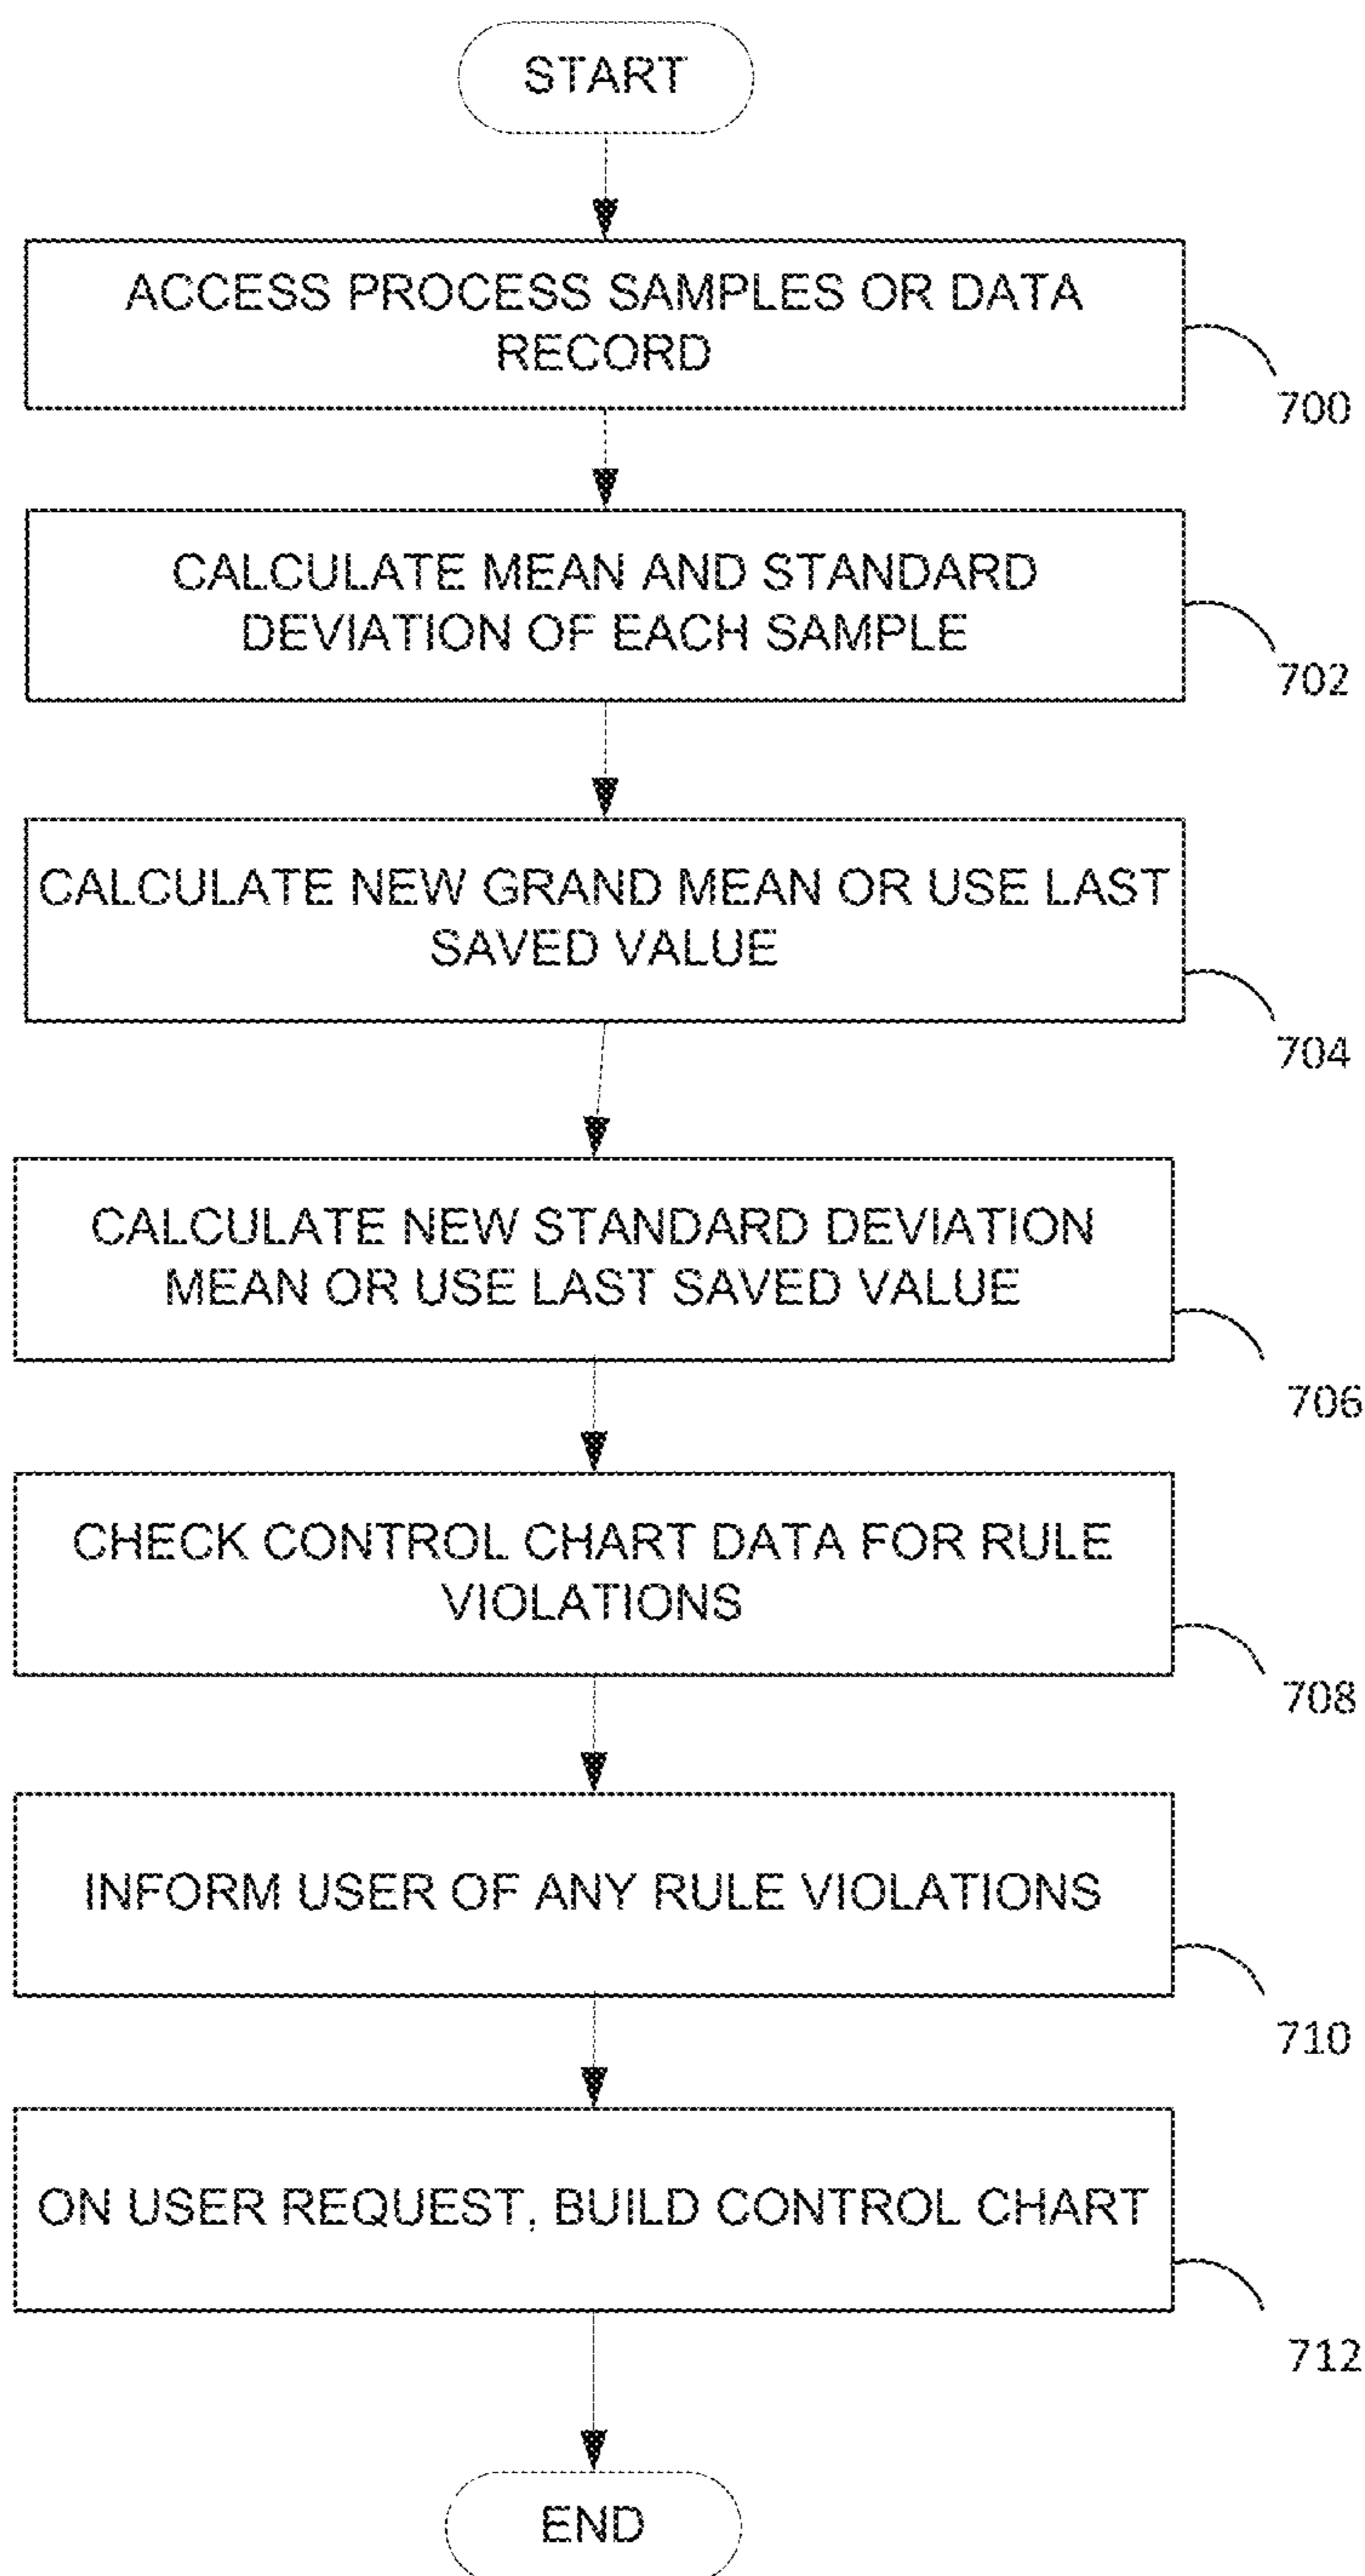 START
ACCESS PROCESS SAMPLES OR DATA
RECORD
700
CALCULATE MEAN AND STANDARD
DEVIATION OF EACH SAMPLE
702
CALCULATE NEW GRAND MEAN OR USE LAST
SAVED VALUE
704
CALCULATE NEW STANDARD DEVIATION
MEAN OR USE LAST SAVED VALUE
706
CHECK CONTROL CHART DATA FOR RULE
VIOLATIONS
708
INFORM USER OF ANY RULE VIOLATIONS
710
ON USER REQUEST, BUILD CONTROL CHART
712
END